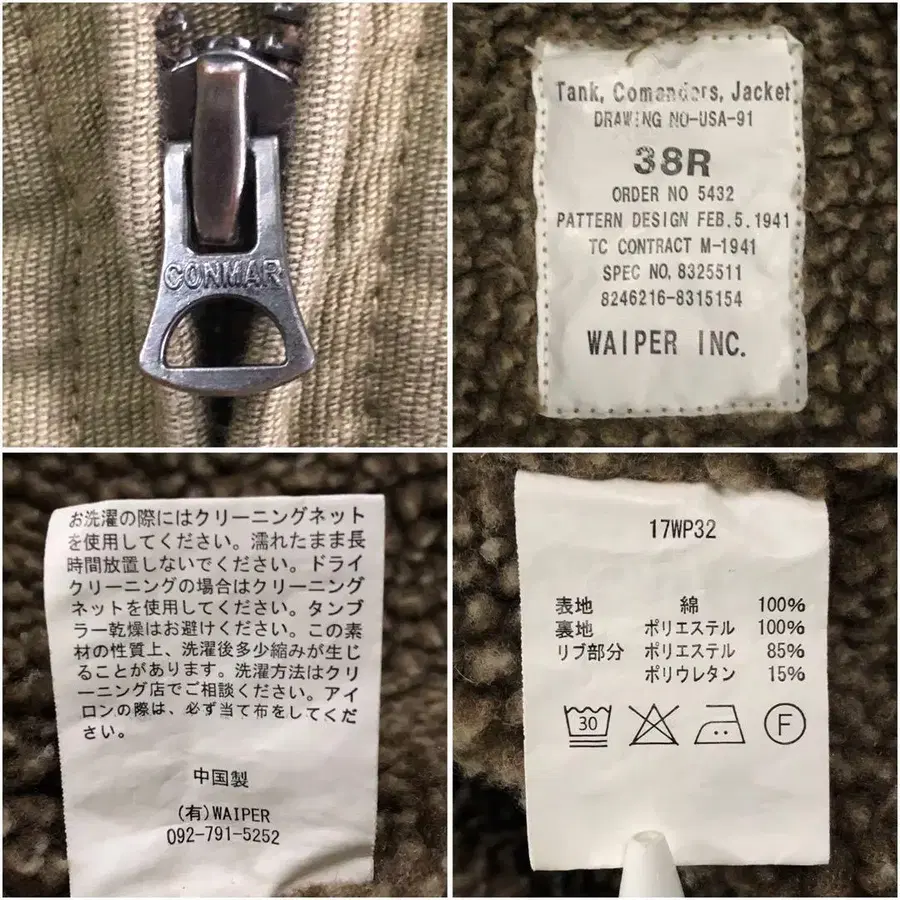 CONMAR
Tank, Comanders, Jacket
DRAWING NO-USA-91
38R
ORDER NO 5432
PATTERN DESIGN FEB.5.1941
TC CONTRACT M-1941
SPEC NO. 8325511
8246216-8315154
WAIPER INC.
お洗濯の際にはクリーニングネット
を使用してください。濡れたまま長
時間放置しないでください。ドライ
クリーニングの場合はクリーニング
ネットを使用してください。タンブ
ラー乾燥はお避けください。この素
材の性質上、洗濯後多少縮みが生じ
ることがあります。洗濯方法はクリ
ーニング店でご相談ください。アイ
ロンの際は、必ず当て布をしてくだ
さい。
中国製
(有)WAIPER
092-791-5252
17WP32
表地 綿 100%
裏地 ポリエステル 100%
リブ部分 ポリエステル 85%
ポリウレタン 15%
30 F